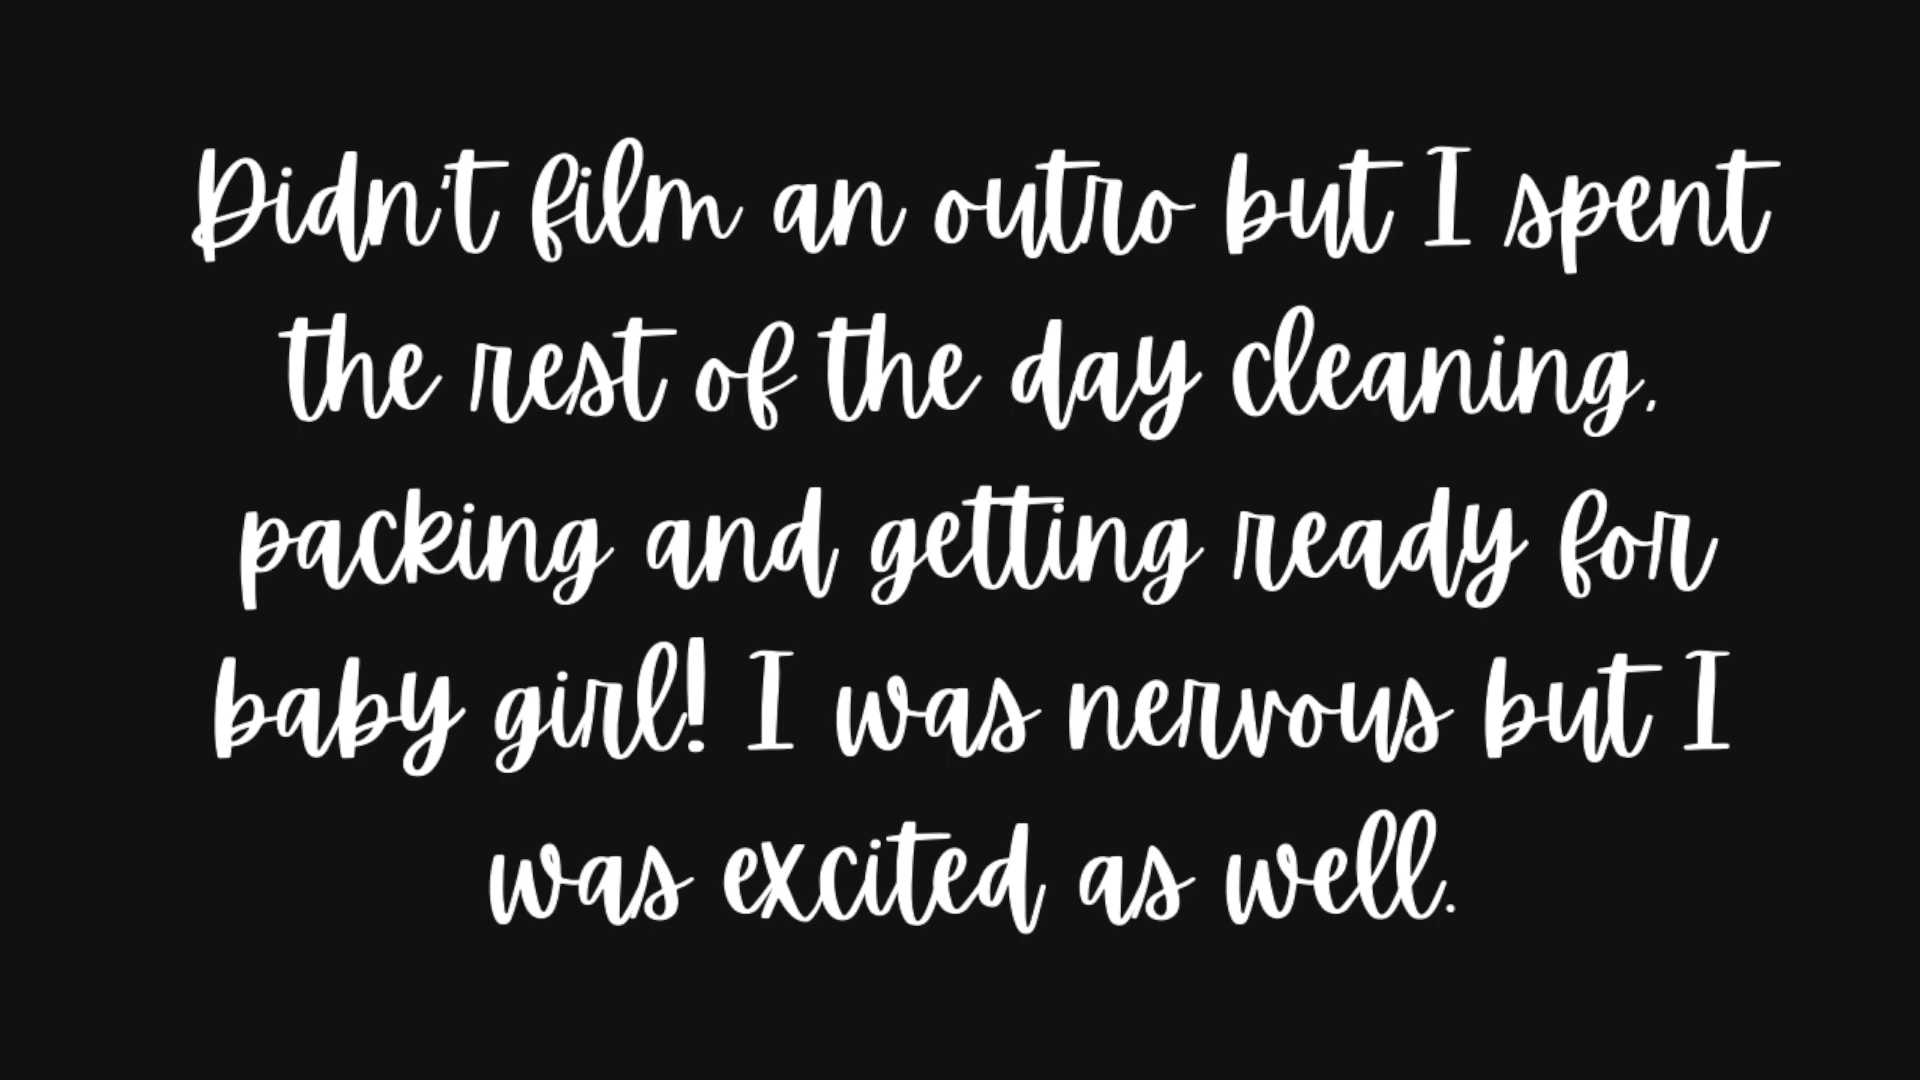 Didn't film an outro but I spent
the rest of the day cleaning,
packing and getting ready for
baby girl! I was nervous but I
was excited as well.